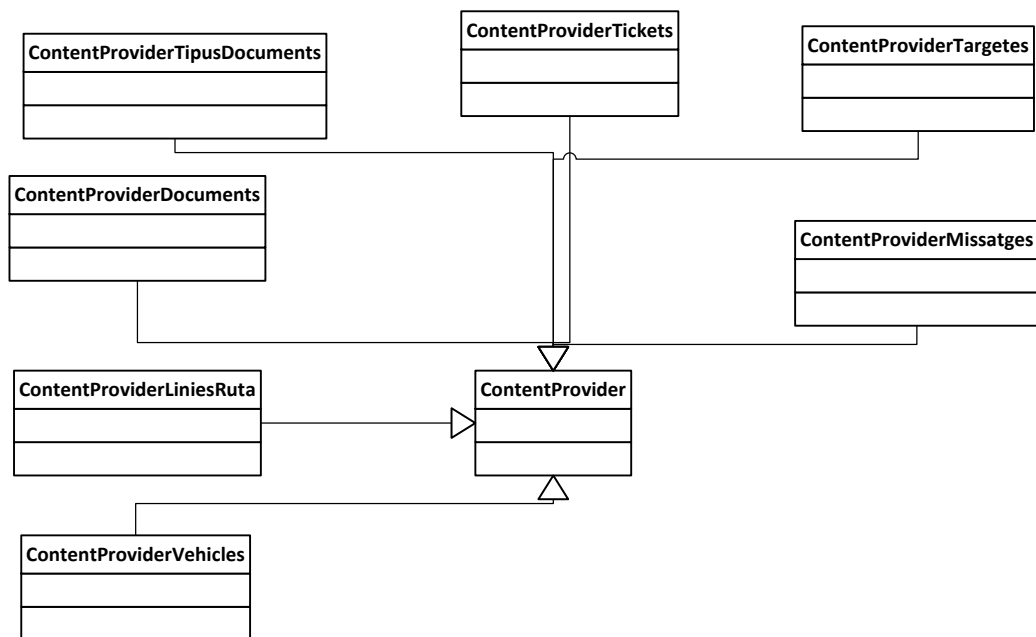 ContentProviderTickets
ContentProviderTipusDocuments
ContentProviderTargetes
ContentProviderDocuments
ContentProviderMissatges
ContentProviderLiniesRuta
ContentProvider
ContentProviderVehicles